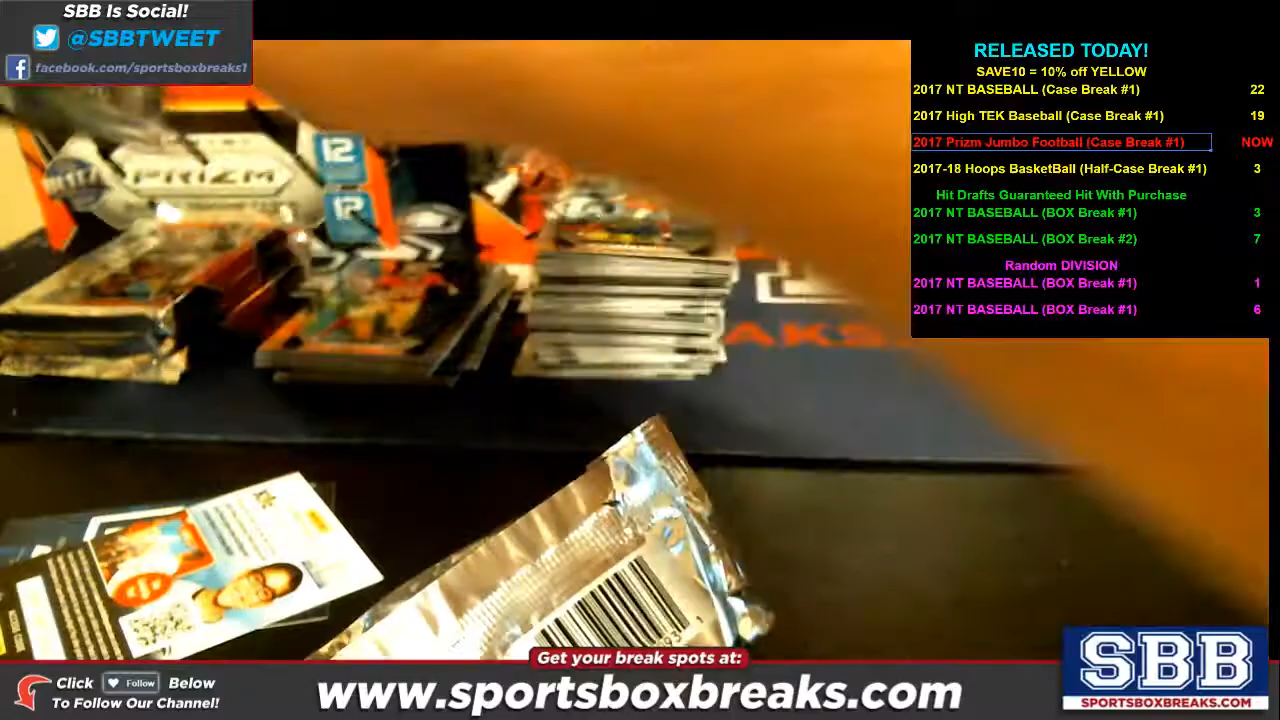 SBB Is Social!
@SBBTWEET
facebook.com/sportsboxbreaks1
RELEASED TODAY!
SAVE10 = 10% off YELLOW
2017 NT BASEBALL (Case Break #1) 22
2017 High TEK Baseball (Case Break #1) 19
2017 Prizm Jumbo Football (Case Break #1) NOW
2017-18 Hoops BasketBall (Half-Case Break #1) 3
Hit Drafts Guaranteed Hit With Purchase
2017 NT BASEBALL (BOX Break #1) 3
2017 NT BASEBALL (BOX Break #2) 7
Random DIVISION
2017 NT BASEBALL (BOX Break #1) 1
2017 NT BASEBALL (BOX Break #1) 6
PRIZM
12
12
Get your break spots at:
Click Follow Below
To Follow Our Channel!
www.sportsboxbreaks.com
SBB
SPORTSBOXBREAKS.COM